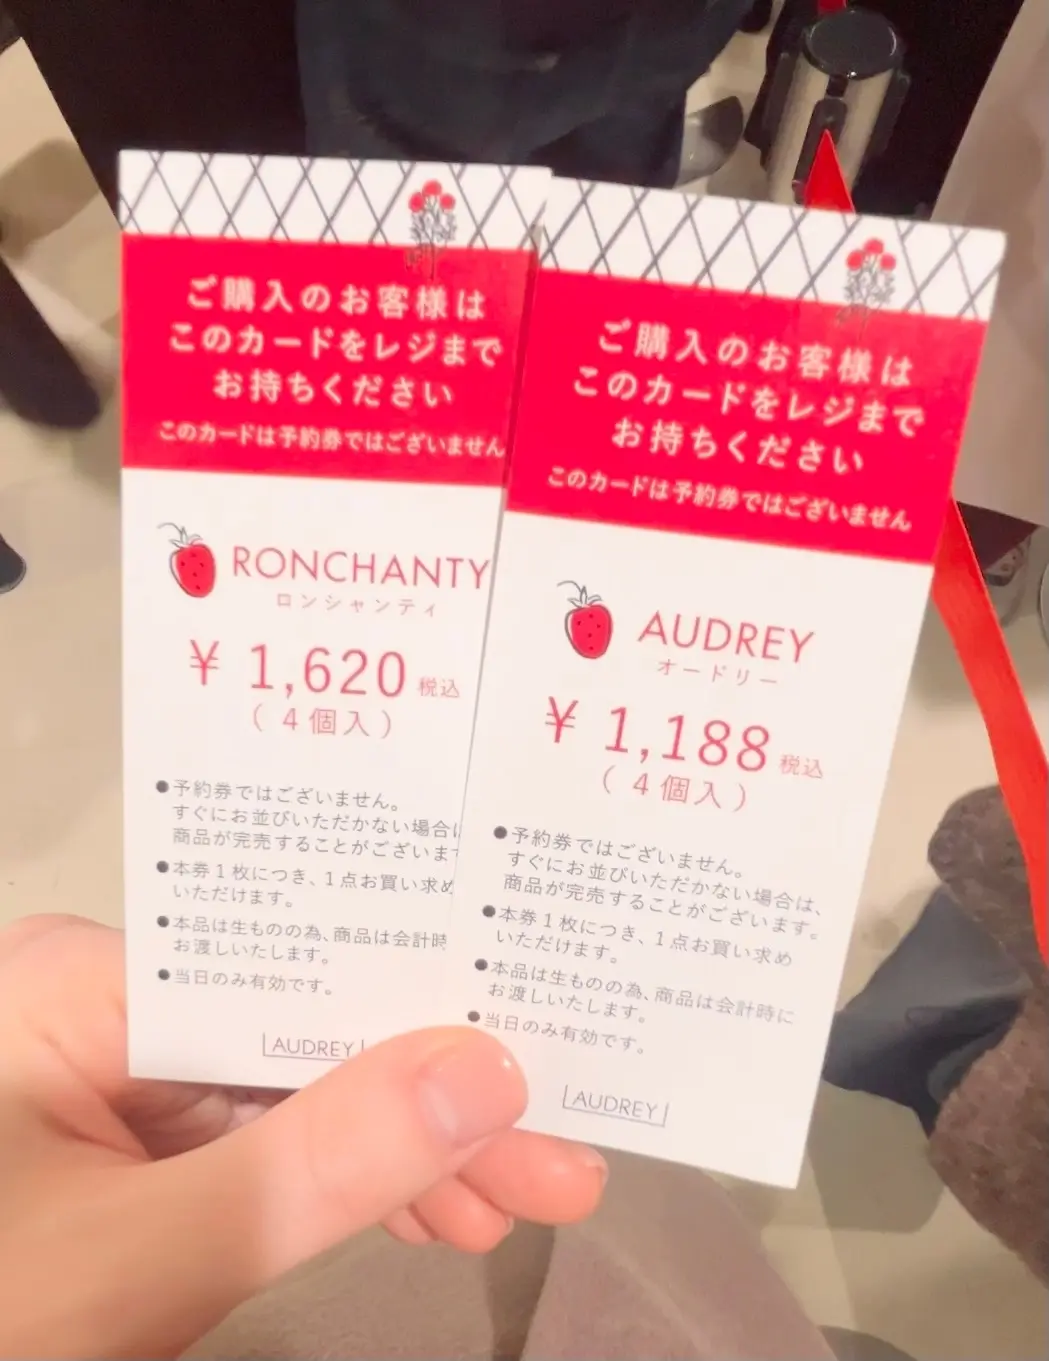 ご購入のお客様は
このカードをレジまで
お持ちください
このカードは予約券ではございません
RONCHANTY
ロンシャンティ
¥ 1,620 税込
( 4個入 )
●予約券ではございません。
すぐにお並びいただかない場合は
商品が完売することがございます
●本券1枚につき、1点お買い求め
いただけます。
●本品は生ものの為、商品は会計時
お渡しいたします。
●当日のみ有効です。
AUDREY
ご購入のお客様は
このカードをレジまで
お持ちください
このカードは予約券ではございません
AUDREY
オードリー
¥ 1,188 税込
( 4個入 )
●予約券ではございません。
すぐにお並びいただかない場合は、
商品が完売することがございます。
●本券1枚につき、1点お買い求め
いただけます。
●本品は生ものの為、商品は会計時に
お渡しいたします。
●当日のみ有効です。
AUDREY